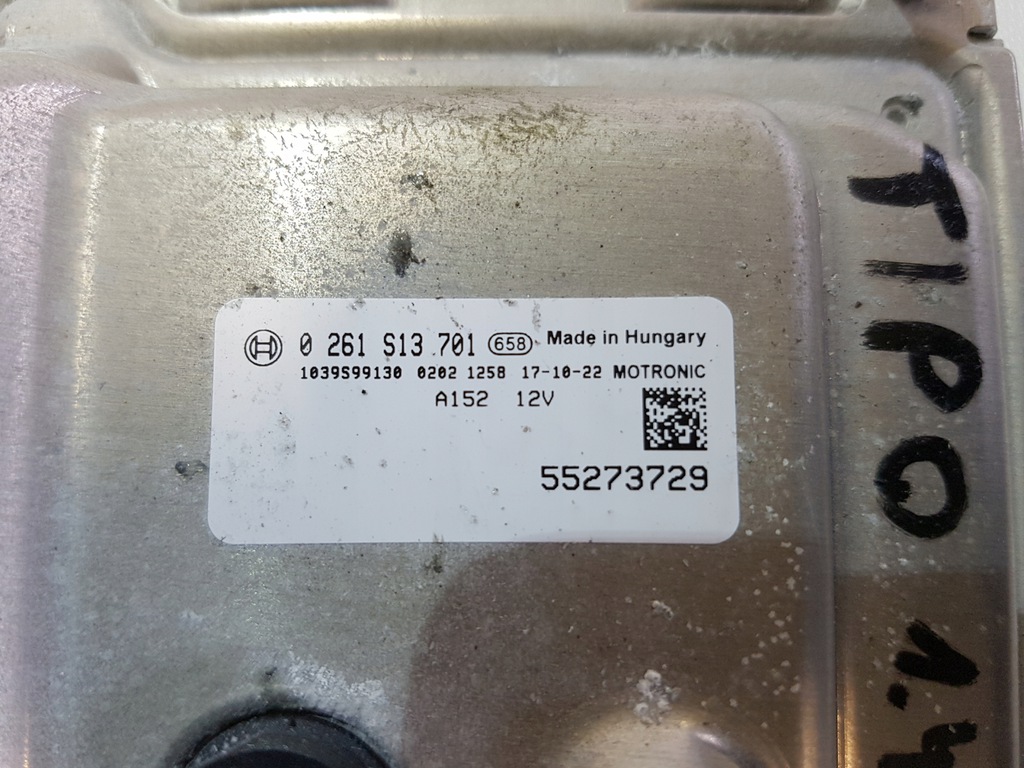 0 261 S13 701 658 Made in Hungary
1039S99130 0202 1258 17-10-22 MOTRONIC
A152 12V
55273729
TIPO 1.4